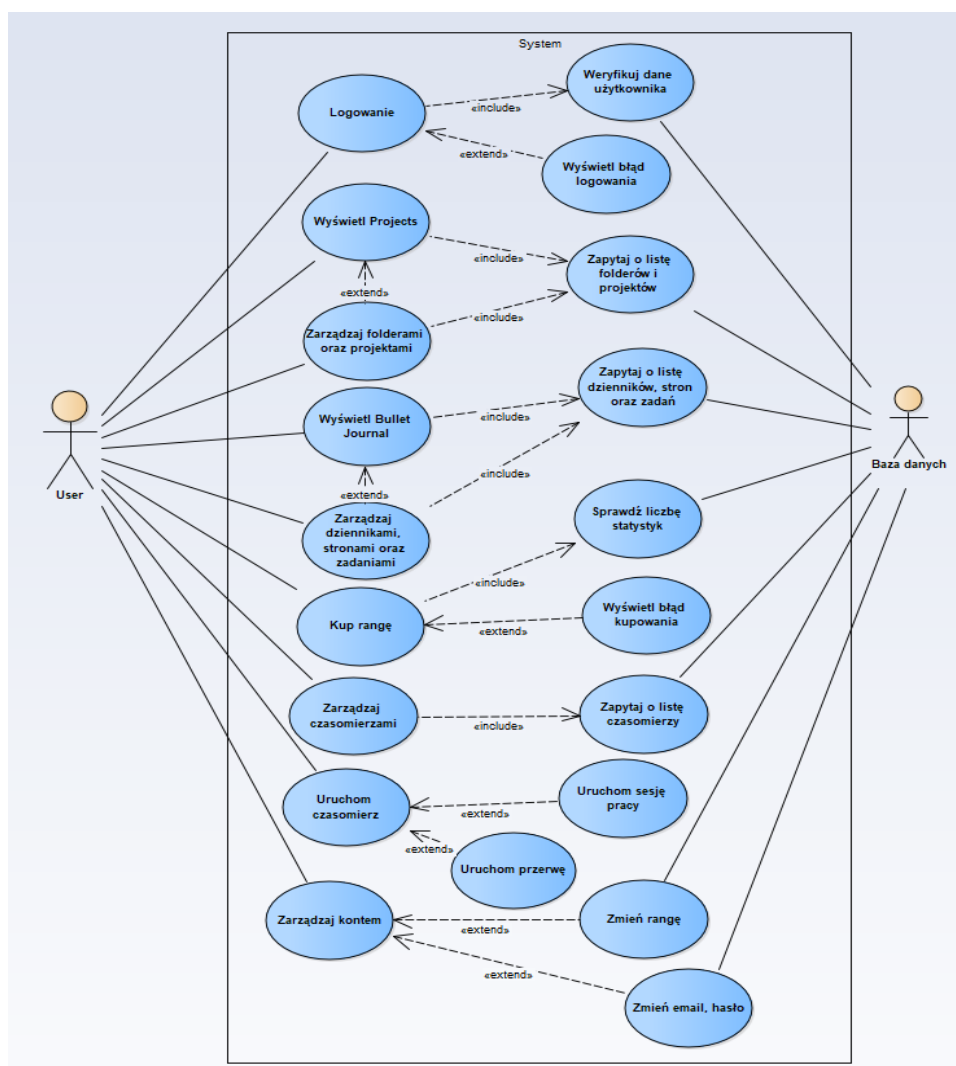 System
Weryfikuj dane
użytkownika
Logowanie
«include»
«extend»
Wyświetl błąd
logowania
Wyświetl Projects
«include»
Zapytaj o listę
folderów i
projektów
«extend»
«include»
Zarządzaj folderami
oraz projektami
Zapytaj o listę
dzienników, stron
oraz zadań
Wyświetl Bullet
Journal
«include»
User
Baza danych
«include»
«extend»
Zarządzaj
dziennikami,
stronami oraz
zadaniami
Sprawdź liczbę
statystyk
«include»
Kup rangę
Wyświetl błąd
kupowania
«extend»
Zarządzaj
czasomierzami
Zapytaj o listę
czasomierzy
«include»
Uruchom
czasomierz
Uruchom sesję
pracy
«extend»
«extend»
Uruchom przerwę
Zarządzaj kontem
Zmień rangę
«extend»
«extend»
Zmień email, hasło